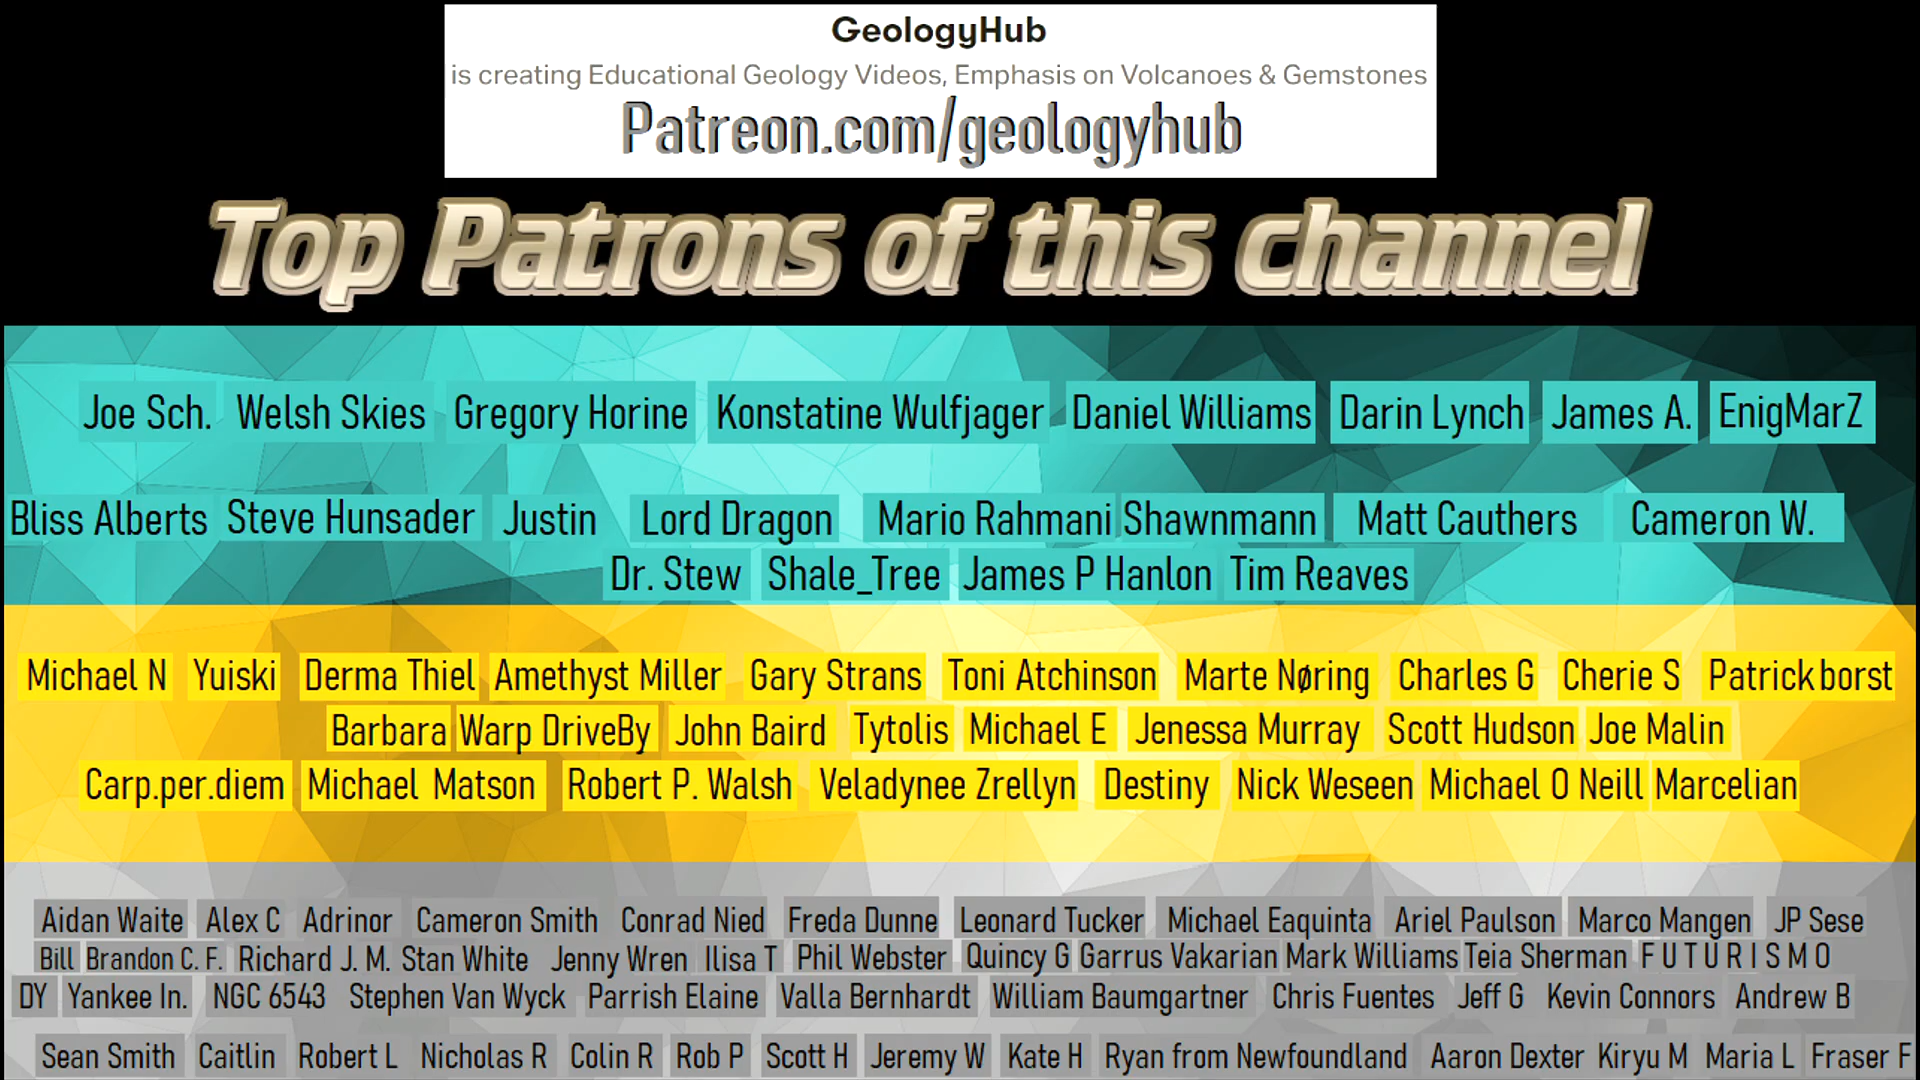 GeologyHub
is creating Educational Geology Videos, Emphasis on Volcanoes & Gemstones
Patreon.com/geologyhub
Top Patrons of this channel
Joe Sch. Welsh Skies Gregory Horine Konstatine Wulfjager Daniel Williams Darin Lynch James A. EnigMarZ
Bliss Alberts Steve Hunsader Justin Lord Dragon Mario Rahmani Shawnmann Matt Cauthers Cameron W.
Dr. Stew Shale_Tree James P Hanlon Tim Reaves
Michael N Yuiski Derma Thiel Amethyst Miller Gary Strans Toni Atchinson Marte Nøring Charles G Cherie S Patrick borst
Barbara Warp DriveBy John Baird Tytolis Michael E Jenessa Murray Scott Hudson Joe Malin
Carp.per.diem Michael Matson Robert P. Walsh Veladynee Zrellyn Destiny Nick Weseen Michael O Neill Marcelian
Aidan Waite Alex C Adrinor Cameron Smith Conrad Nied Freda Dunne Leonard Tucker Michael Eaquinta Ariel Paulson Marco Mangen JP Sese
Bill Brandon C. F. Richard J. M. Stan White Jenny Wren Ilisa T Phil Webster Quincy G Garrus Vakarian Mark Williams Teia Sherman F U T U R I S M O
DY Yankee In. NGC 6543 Stephen Van Wyck Parrish Elaine Valla Bernhardt William Baumgartner Chris Fuentes Jeff G Kevin Connors Andrew B
Sean Smith Caitlin Robert L Nicholas R Colin R Rob P Scott H Jeremy W Kate H Ryan from Newfoundland Aaron Dexter Kiryu M Maria L Fraser F